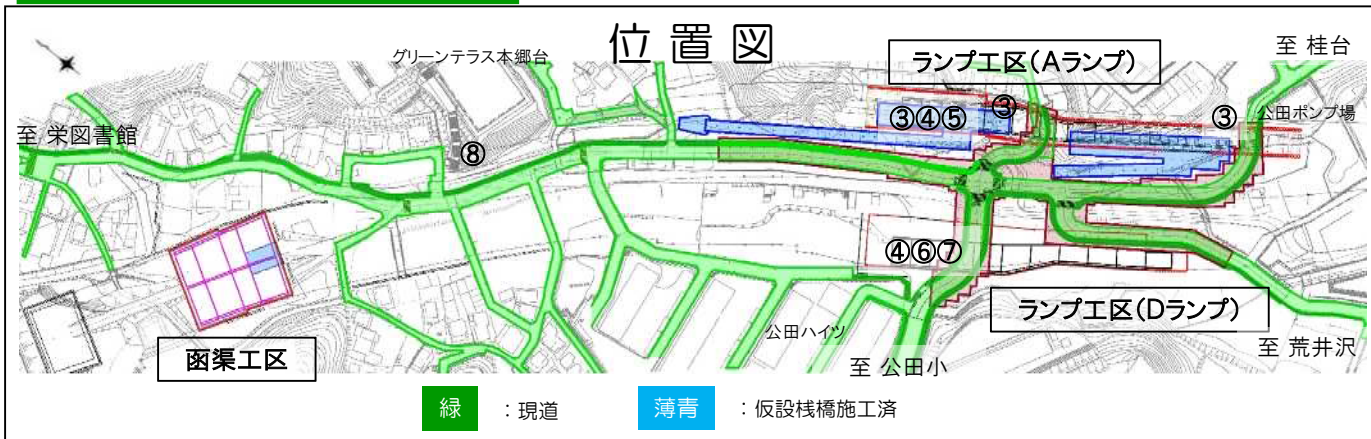 位置図
グリーンテラス本郷台
ランプ工区(Aランプ)
至 桂台
③④⑤
③
③
公田ポンプ場
至 栄図書館
⑧
④⑥⑦
ランプ工区(Dランプ)
公田ハイツ
函渠工区
至 公田小
至 荒井沢
緑 :現道
薄青 :仮設桟橋施工済